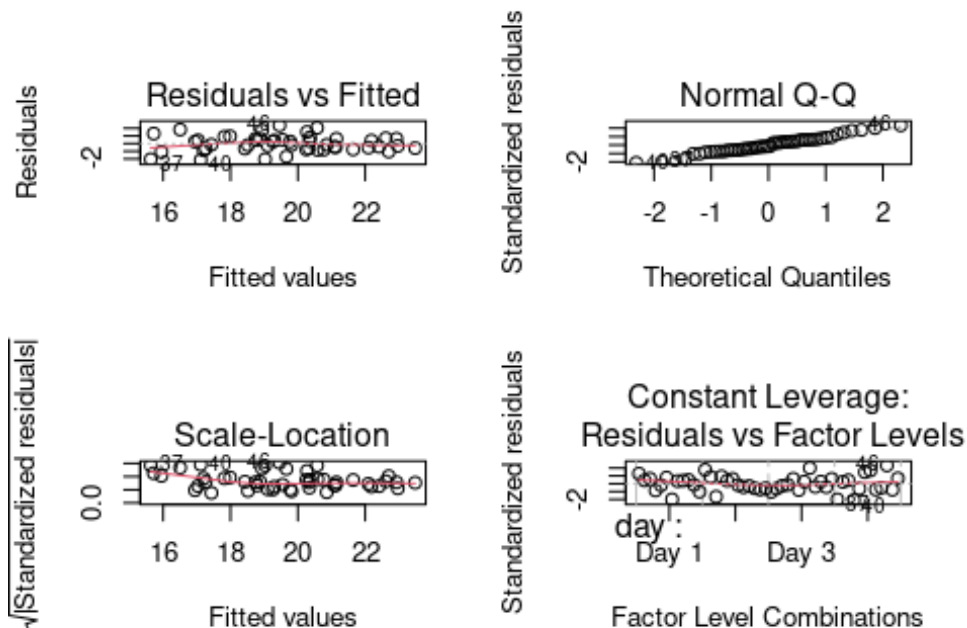 Residuals vs Fitted
Residuals
-2
46
37
40
16 18 20 22
Fitted values
Normal Q-Q
Standardized residuals
-2
46
-2 -1 0 1 2
Theoretical Quantiles
Scale-Location
√|Standardized residuals|
0.0
37
40
46
16 18 20 22
Fitted values
Constant Leverage:
Residuals vs Factor Levels
Standardized residuals
-2
46
40
day :
Day 1 Day 3
Factor Level Combinations